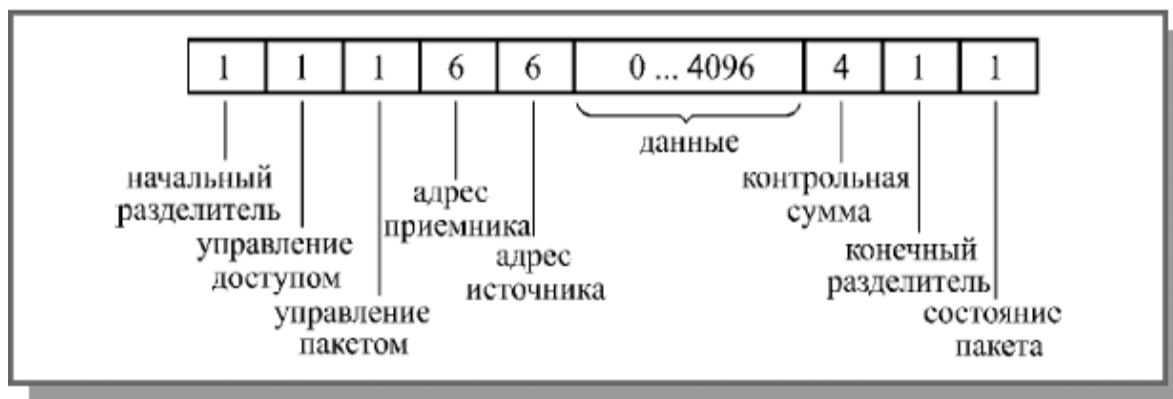 1 1 1 6 6 0 ... 4096 4 1 1
данные
начальный
разделитель
управление
доступом
управление
пакетом
адрес
приемника
адрес
источника
контрольная
сумма
конечный
разделитель
состояние
пакета